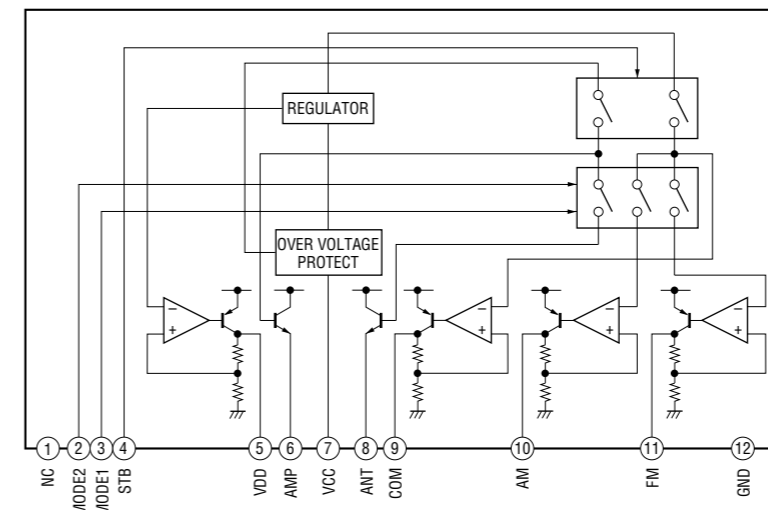 REGULATOR
OVER VOLTAGE
PROTECT
−
+
−
+
−
+
−
+
1
2
3
4
5
6
7
8
9
10
11
12
NC
MODE2
MODE1
STB
VDD
AMP
VCC
ANT
COM
AM
FM
GND